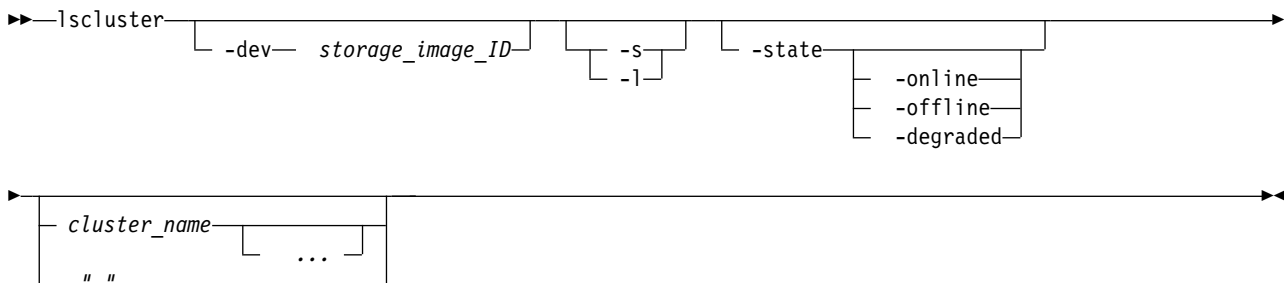 lscluster
-dev storage_image_ID
-s
-l
-state
-online
-offline
-degraded
cluster_name
...
" "